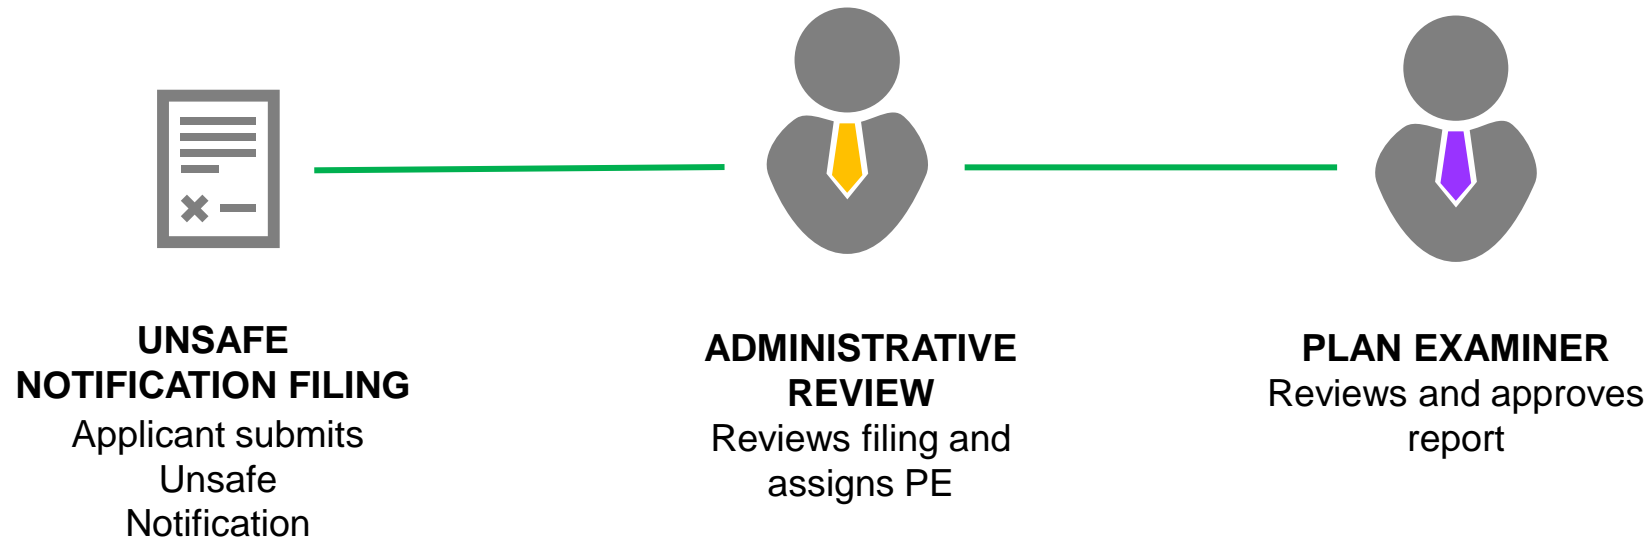 UNSAFE
NOTIFICATION FILING
Applicant submits
Unsafe
Notification
ADMINISTRATIVE
REVIEW
Reviews filing and
assigns PE
PLAN EXAMINER
Reviews and approves
report